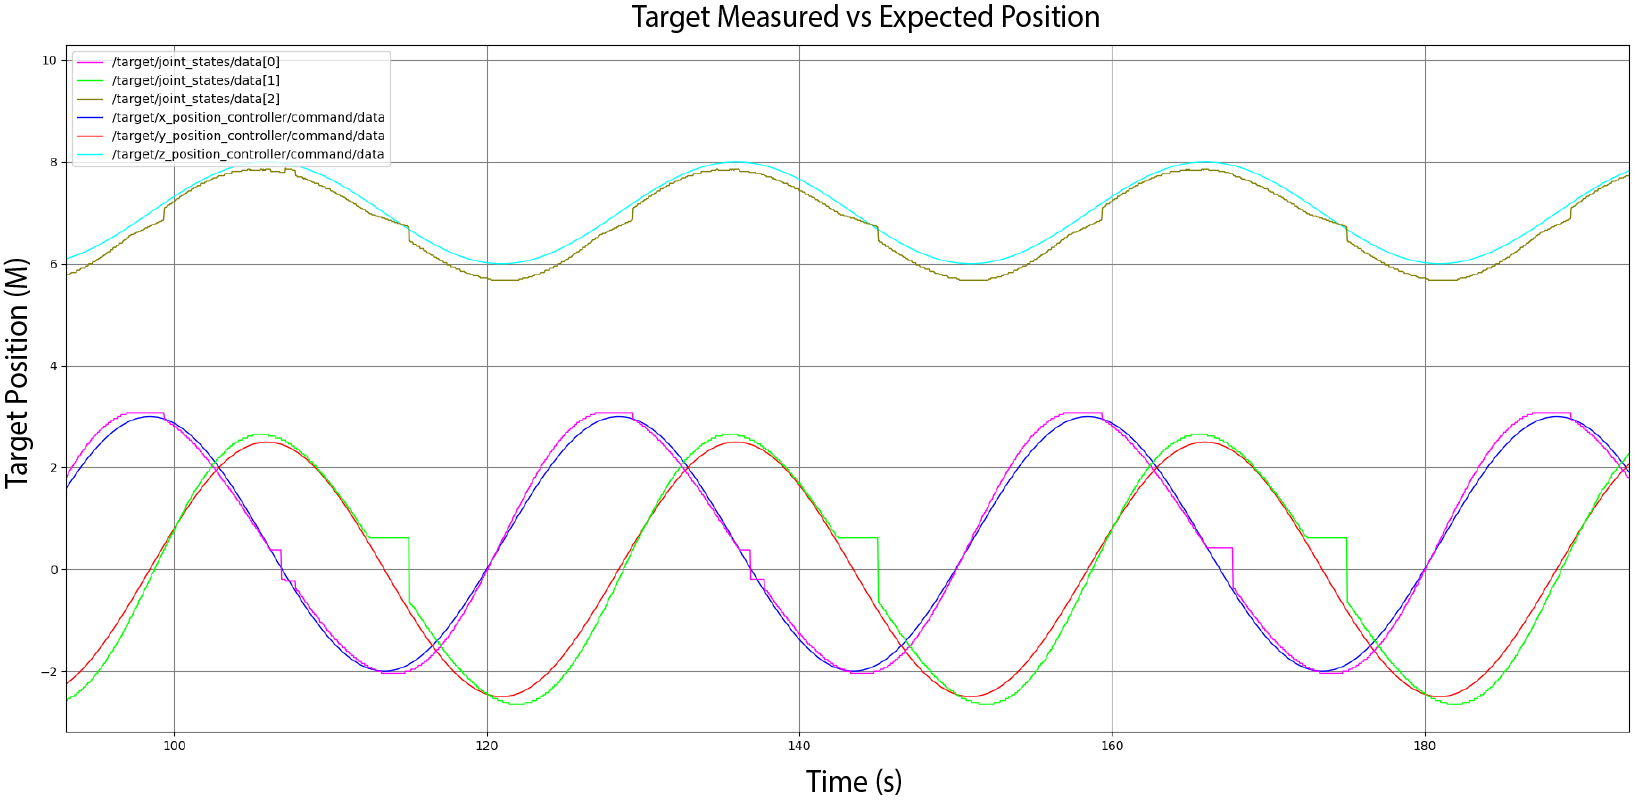 Target Measured vs Expected Position
10
8
6
4
2
0
−2
/target/joint_states/data[0]
/target/joint_states/data[1]
/target/joint_states/data[2]
/target/x_position_controller/command/data
/target/y_position_controller/command/data
/target/z_position_controller/command/data
Target Position (M)
100 120 140 160 180
Time (s)